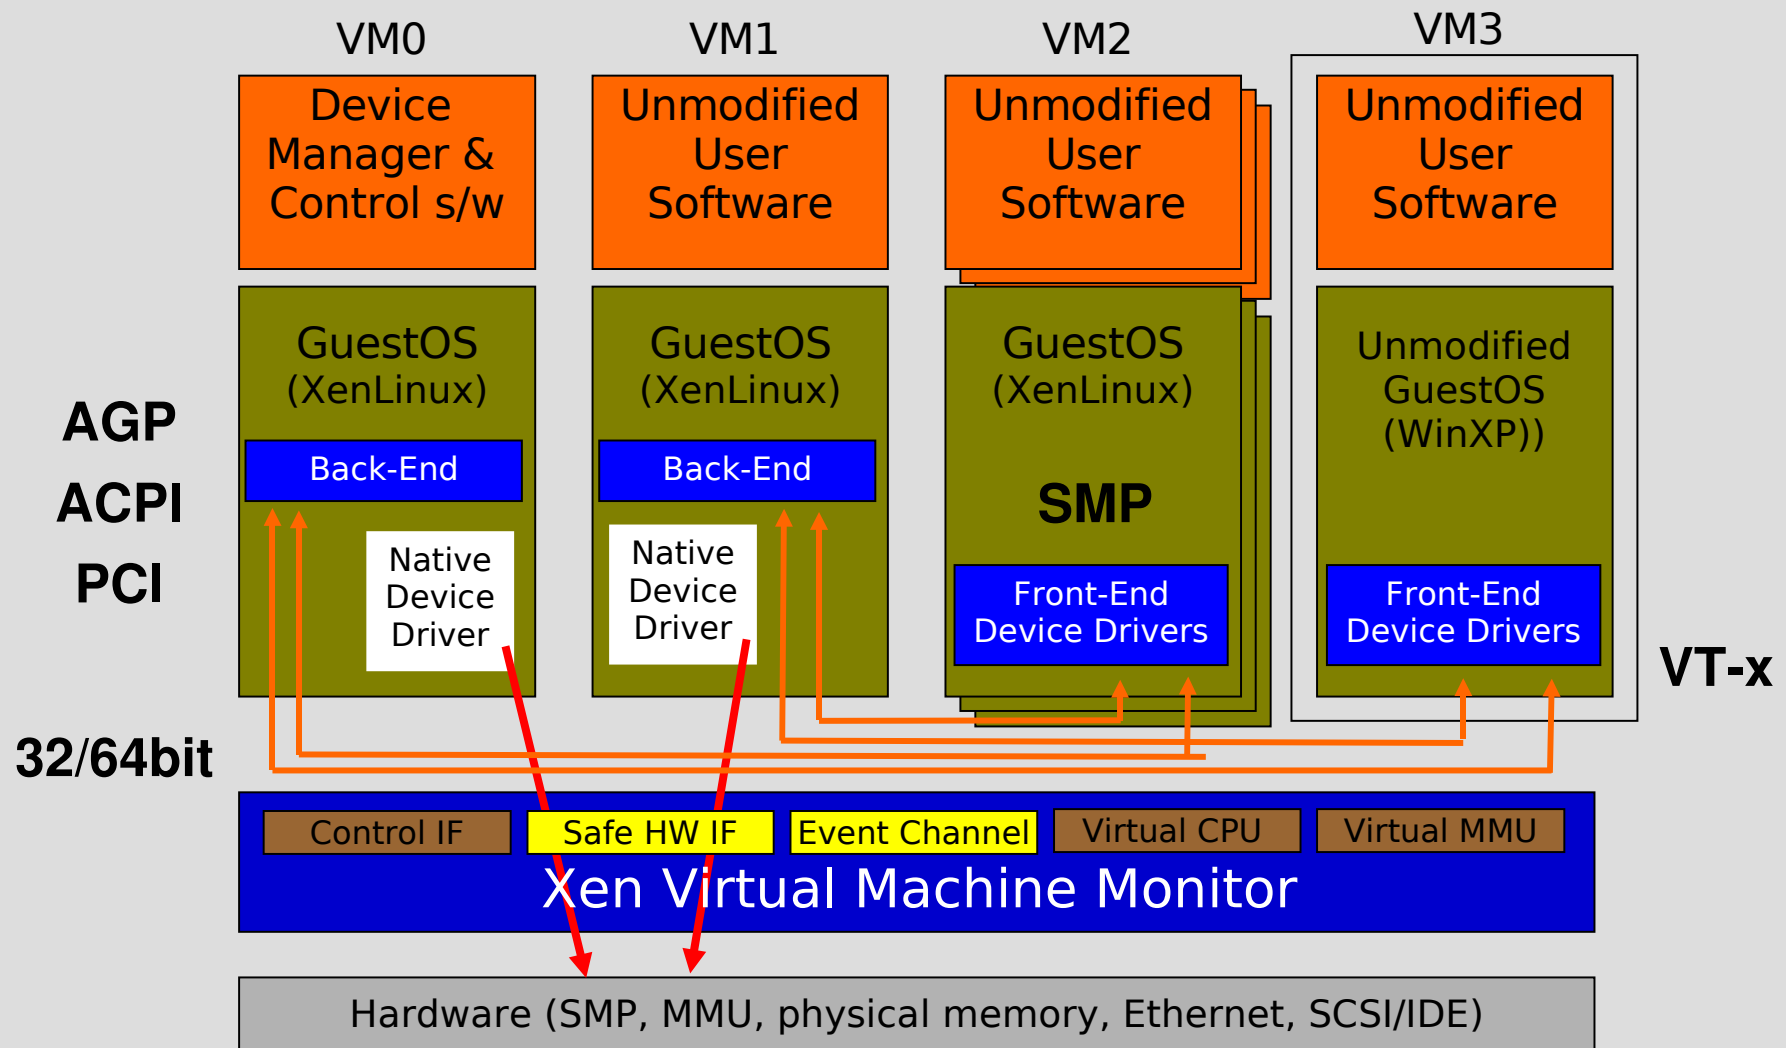 VM0
VM1
VM2
VM3
Device
Manager &
Control s/w
Unmodified
User
Software
Unmodified
User
Software
Unmodified
User
Software
GuestOS
(XenLinux)
Back-End
Native
Device
Driver
GuestOS
(XenLinux)
Back-End
Native
Device
Driver
GuestOS
(XenLinux)
SMP
Front-End
Device Drivers
Unmodified
GuestOS
(WinXP))
Front-End
Device Drivers
AGP
ACPI
PCI
VT-x
32/64bit
Control IF
Safe HW IF
Event Channel
Virtual CPU
Virtual MMU
Xen Virtual Machine Monitor
Hardware (SMP, MMU, physical memory, Ethernet, SCSI/IDE)